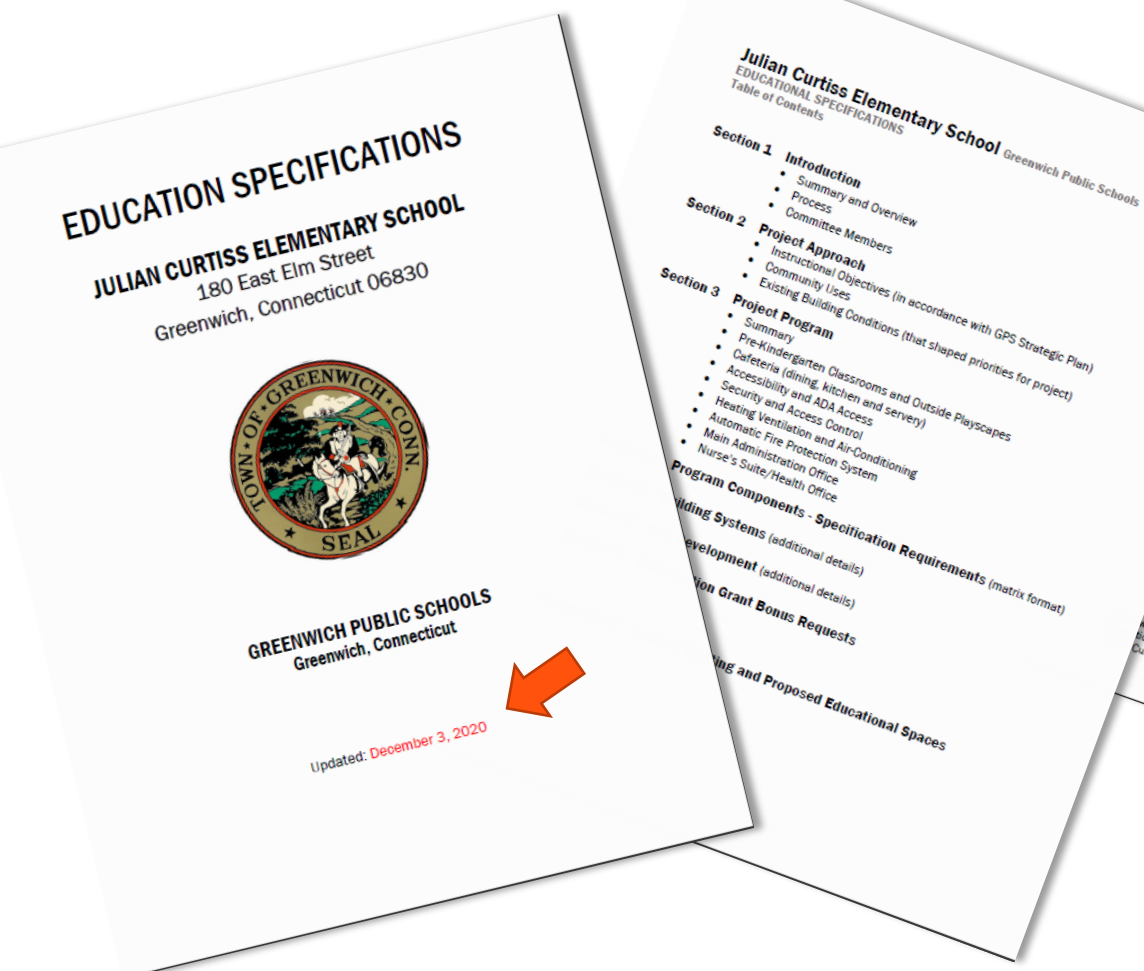 EDUCATION SPECIFICATIONS
JULIAN CURTISS ELEMENTARY SCHOOL
180 East Elm Street
Greenwich, Connecticut 06830
TOWN • OF • GREENWICH • CONN.
★ SEAL ★
GREENWICH PUBLIC SCHOOLS
Greenwich, Connecticut
Updated: December 3, 2020
Julian Curtiss Elementary School Greenwich Public Schools
EDUCATIONAL SPECIFICATIONS
Table of Contents
Section 1 Introduction
• Summary and Overview
• Process
• Committee Members
Section 2 Project Approach
• Instructional Objectives (in accordance with GPS Strategic Plan)
• Community Uses
• Existing Building Conditions (that shaped priorities for project)
Section 3 Project Program
• Summary
• Pre-Kindergarten Classrooms and Outside Playscapes
• Cafeteria (dining, kitchen and servery)
• Accessibility and ADA Access
• Security and Access Control
• Heating Ventilation and Air-Conditioning
• Automatic Fire Protection System
• Main Administration Office
• Nurse's Suite/Health Office
Program Components - Specification Requirements (matrix format)
Systems (additional details)
(additional details)
Grant Bonus Requests
and Proposed Educational Spaces